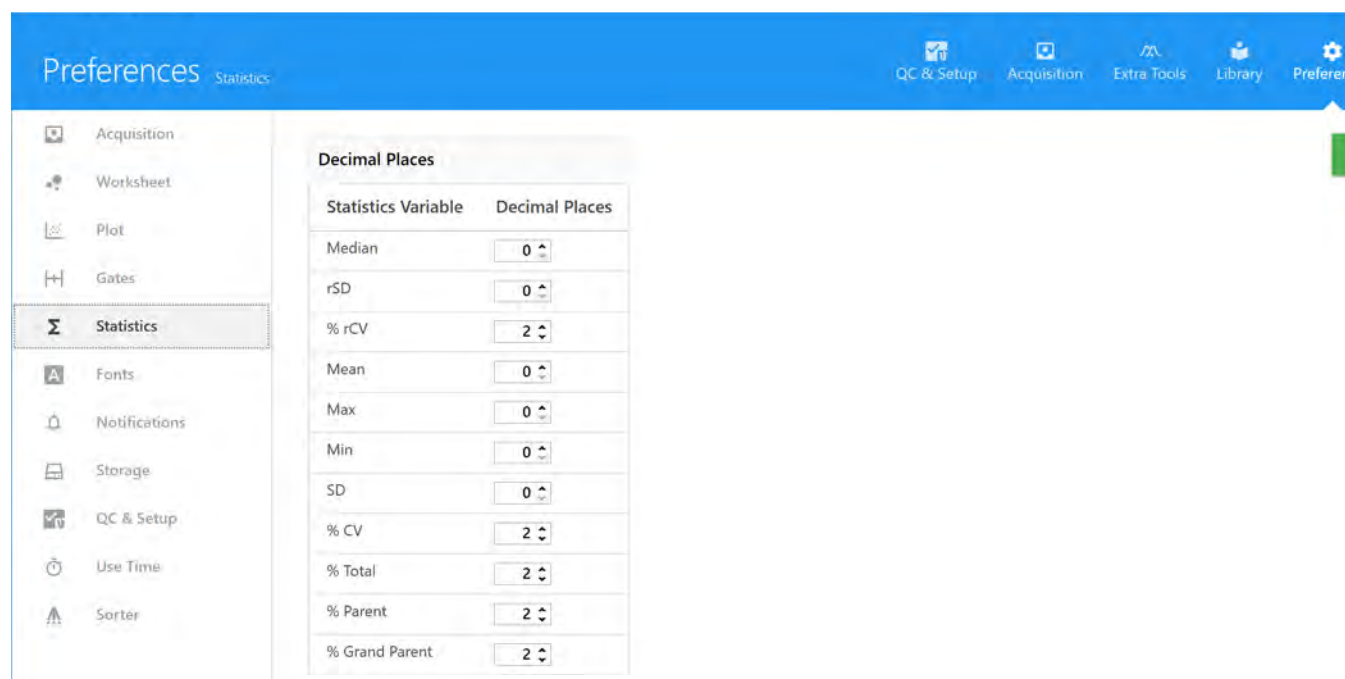 Preferences Statistics
QC & Setup Acquisition Extra Tools Library
Acquisition
Worksheet
Plot
Gates
Σ Statistics
A Fonts
Notifications
Storage
QC & Setup
Use Time
Sorter
Decimal Places
Statistics Variable Decimal Places
Median 0
rSD 0
% rCV 2
Mean 0
Max 0
Min 0
SD 0
% CV 2
% Total 2
% Parent 2
% Grand Parent 2